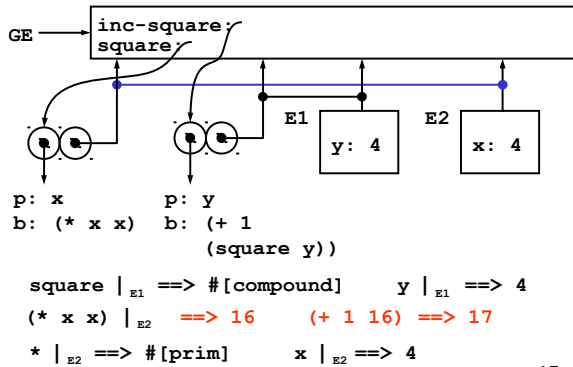 inc-square:
GE
square:
E1
E2
y: 4
x: 4
p: x
p: y
b: (* x x)
b: (+ 1
(square y))
square |E1 ==> #[compound]
y |E1 ==> 4
(* x x) |E2 ==> 16
(+ 1 16) ==> 17
* |E2 ==> #[prim]
x |E2 ==> 4